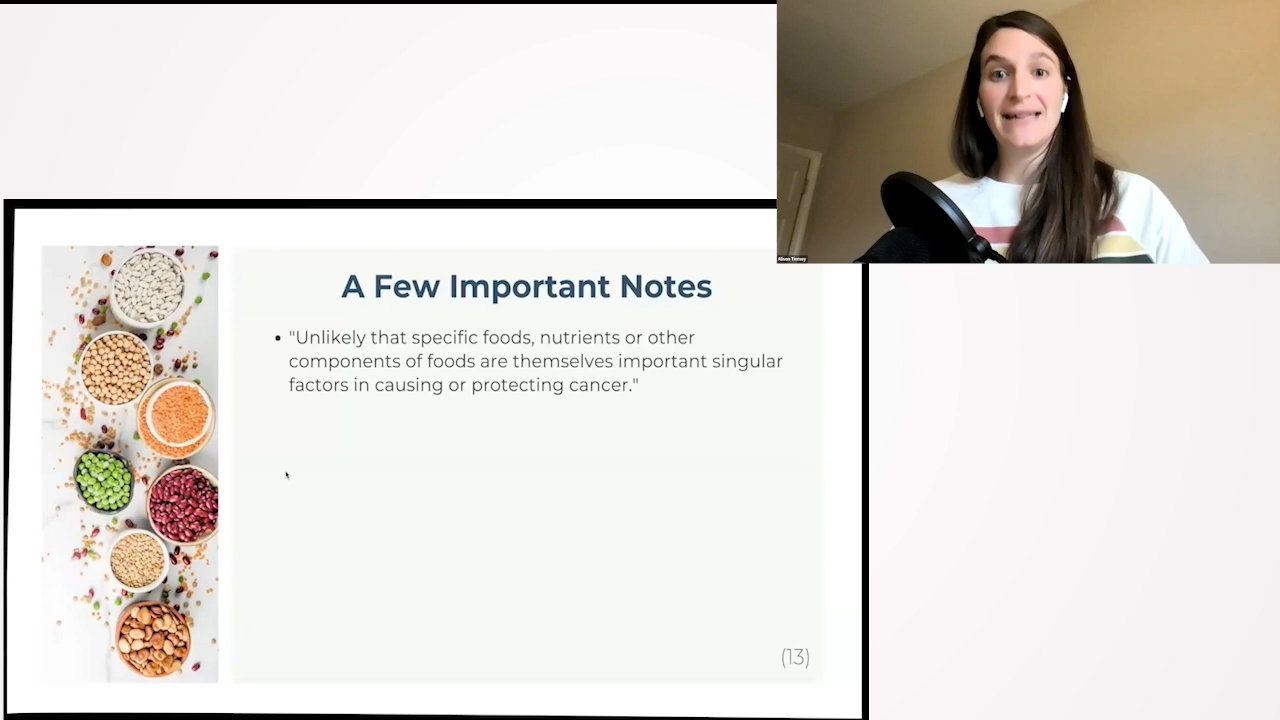 Alison Tierney
A Few Important Notes
• "Unlikely that specific foods, nutrients or other
components of foods are themselves important singular
factors in causing or protecting cancer."
(13)